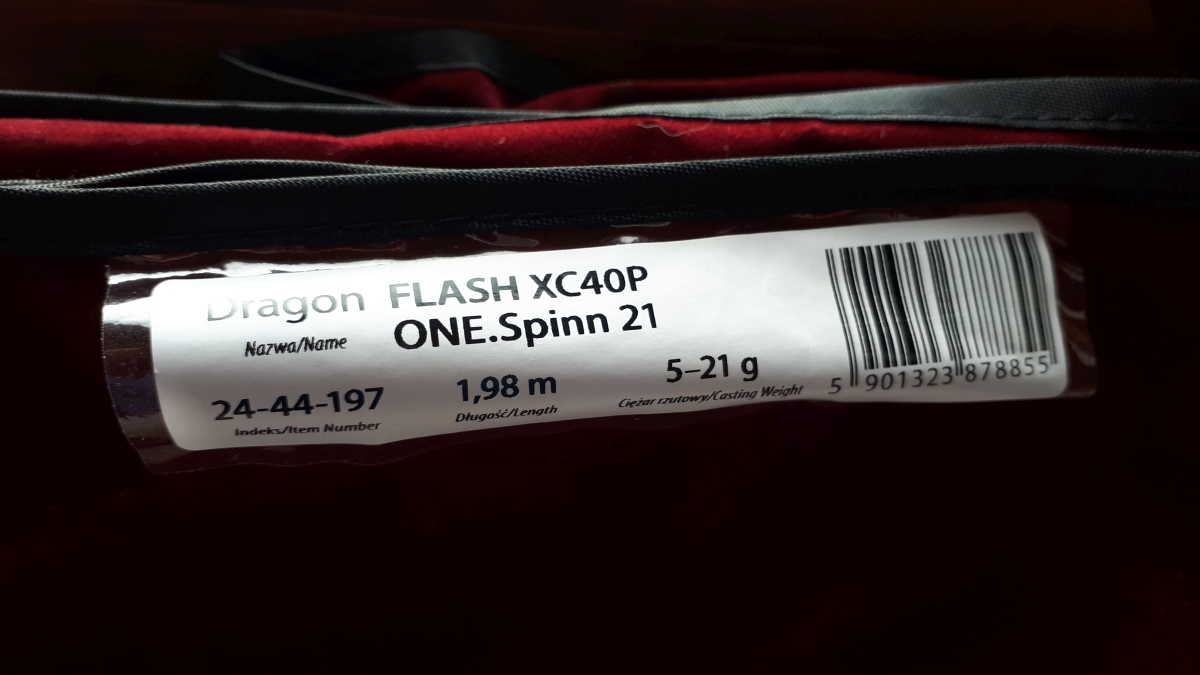 Dragon FLASH XC40P
Nazwa/Name ONE.Spinn 21
24-44-197 1,98 m 5–21 g
Indeks/Item Number Długość/Length Ciężar rzutowy/Casting Weight
5 901323 878855